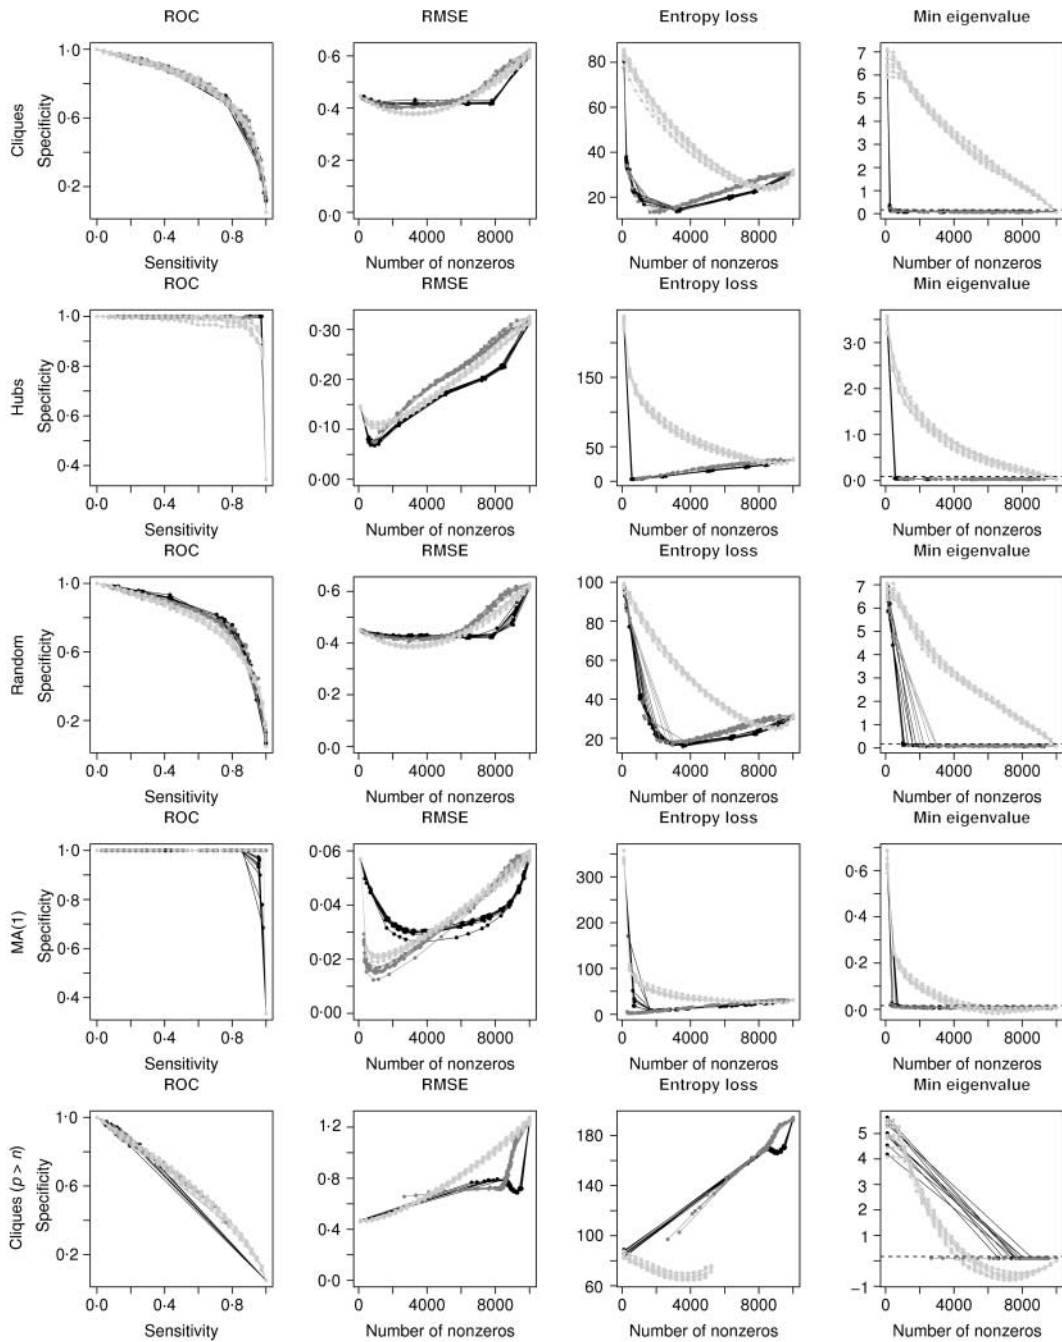 ROC RMSE Entropy loss Min eigenvalue
Cliques
Specificity
1·0 0·6 0·2
0·0 0·4 0·8
Sensitivity
0·6 0·4 0·2 0·0
0 4000 8000
Number of nonzeros
80 60 40 20
0 4000 8000
Number of nonzeros
7 6 5 4 3 2 1 0
0 4000 8000
Number of nonzeros
ROC RMSE Entropy loss Min eigenvalue
Hubs
Specificity
1·0 0·8 0·6 0·4
0·0 0·4 0·8
Sensitivity
0·30 0·20 0·10 0·00
0 4000 8000
Number of nonzeros
150 50 0
0 4000 8000
Number of nonzeros
3·0 2·0 1·0 0·0
0 4000 8000
Number of nonzeros
ROC RMSE Entropy loss Min eigenvalue
Random
Specificity
1·0 0·6 0·2
0·0 0·4 0·8
Sensitivity
0·6 0·4 0·2 0·0
0 4000 8000
Number of nonzeros
100 80 60 40 20
0 4000 8000
Number of nonzeros
7 6 5 4 3 2 1 0
0 4000 8000
Number of nonzeros
ROC RMSE Entropy loss Min eigenvalue
MA(1)
Specificity
1·0 0·8 0·6 0·4
0·0 0·4 0·8
Sensitivity
0·06 0·04 0·02 0·00
0 4000 8000
Number of nonzeros
300 200 100 0
0 4000 8000
Number of nonzeros
0·6 0·4 0·2 0·0
0 4000 8000
Number of nonzeros
ROC RMSE Entropy loss Min eigenvalue
Cliques (p > n)
Specificity
1·0 0·6 0·2
0·0 0·4 0·8
Sensitivity
1·2 0·8 0·4 0·0
0 4000 8000
Number of nonzeros
180 140 100 60
0 4000 8000
Number of nonzeros
5 4 3 2 1 0 −1
0 4000 8000
Number of nonzeros